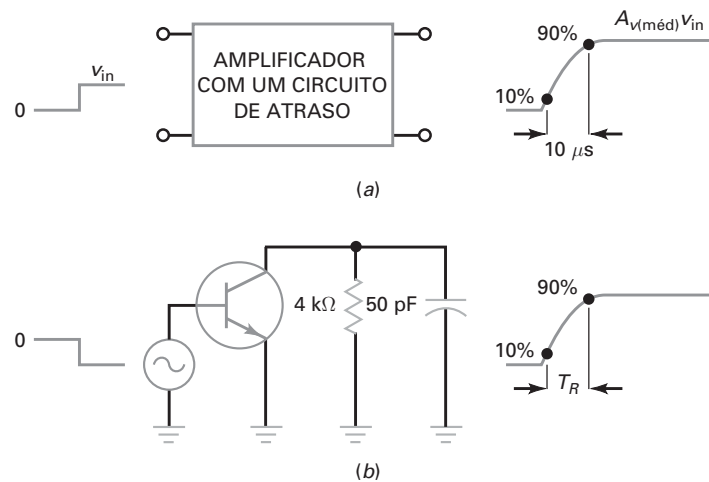 A_v(méd)v_in
90%
v_in
0
AMPLIFICADOR
COM UM CIRCUITO
DE ATRASO
10%
10 μs
(a)
90%
4 kΩ
50 pF
0
10%
T_R
(b)